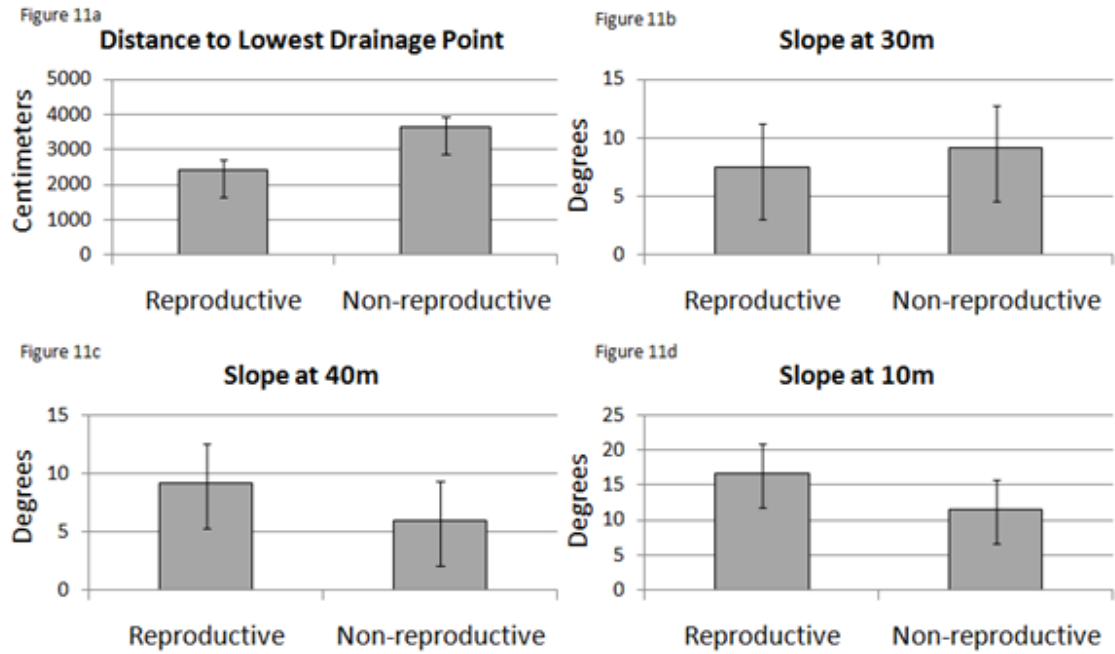 Figure 11a
Distance to Lowest Drainage Point
Centimeters
5000
4000
3000
2000
1000
0
Reproductive Non-reproductive
Figure 11b
Slope at 30m
Degrees
15
10
5
0
Reproductive Non-reproductive
Figure 11c
Slope at 40m
Degrees
15
10
5
0
Reproductive Non-reproductive
Figure 11d
Slope at 10m
Degrees
25
20
15
10
5
0
Reproductive Non-reproductive